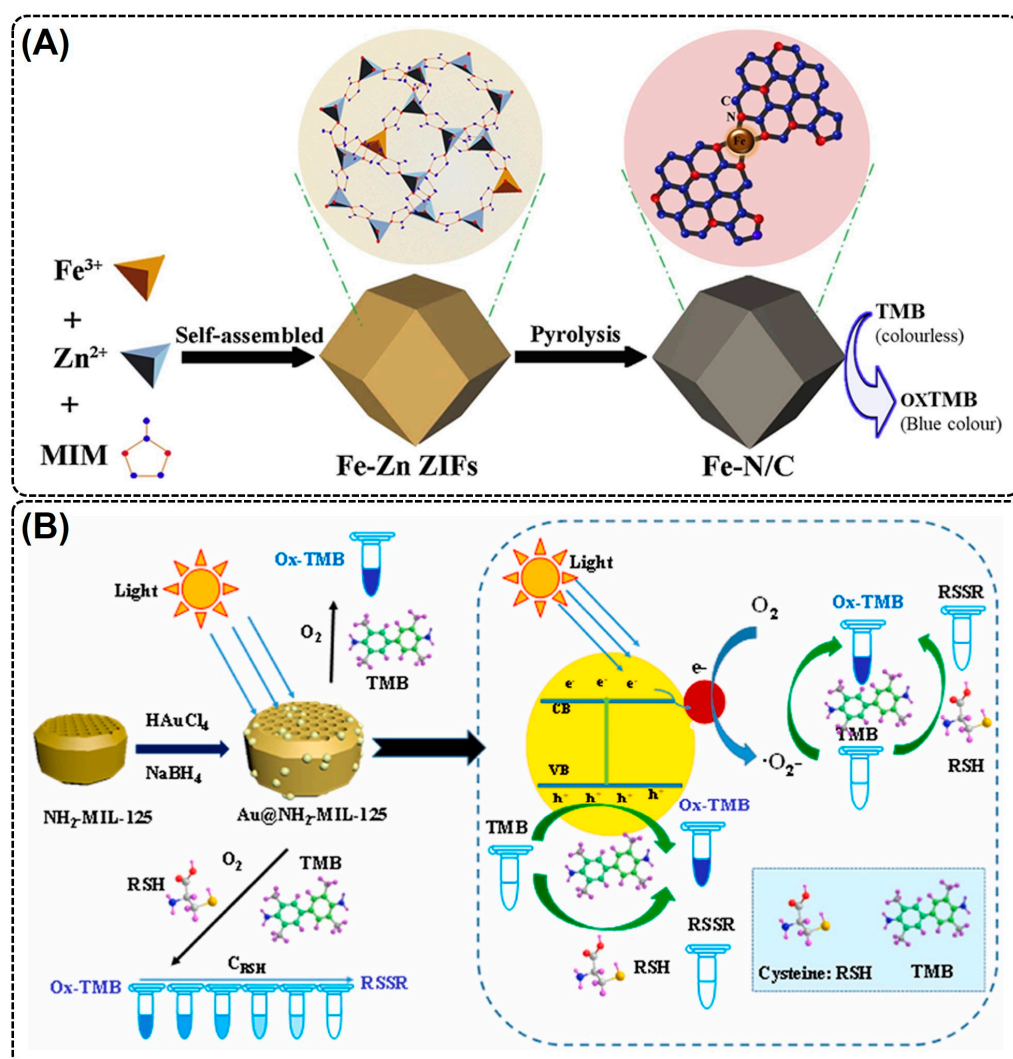 (A)
C
N
Fe
Fe³⁺
+
Zn²⁺
+
MIM
Self-assembled
Fe-Zn ZIFs
Pyrolysis
Fe-N/C
TMB
(colourless)
oxTMB
(Blue colour)
(B)
Light
Ox-TMB
O₂
TMB
HAuCl₄
NaBH₄
NH₂-MIL-125
Au@NH₂-MIL-125
RSH
O₂
TMB
Ox-TMB
C_RSH
RSSR
Light
e⁻ e⁻ e⁻
CB
VB
h⁺ h⁺ h⁺ h⁺
e-
O₂
·O₂-
Ox-TMB
RSSR
TMB
RSH
TMB
Ox-TMB
RSSR
RSH
Cysteine: RSH
TMB